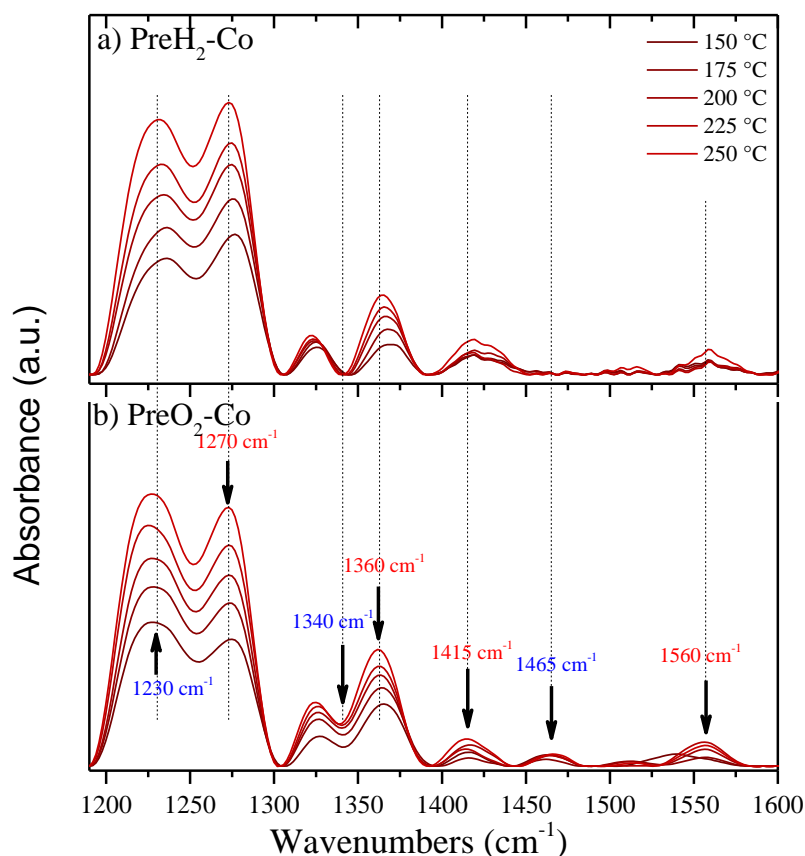 a) PreH₂-Co
150 °C
175 °C
200 °C
225 °C
250 °C
Absorbance (a.u.)
b) PreO₂-Co
1270 cm⁻¹
1360 cm⁻¹
1340 cm⁻¹
1415 cm⁻¹
1465 cm⁻¹
1560 cm⁻¹
1230 cm⁻¹
1200 1250 1300 1350 1400 1450 1500 1550 1600
Wavenumbers (cm⁻¹)